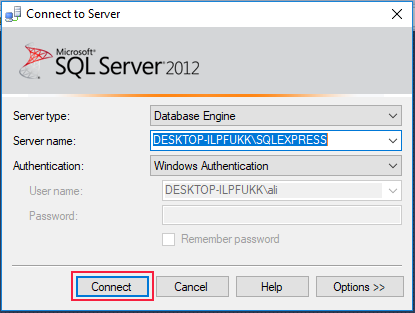 Connect to Server
Microsoft®
SQL Server® 2012
Server type: Database Engine
Server name: DESKTOP-ILPFUKK\SQLEXPRESS
Authentication: Windows Authentication
User name: DESKTOP-ILPFUKK\ali
Password:
Remember password
Connect Cancel Help Options >>